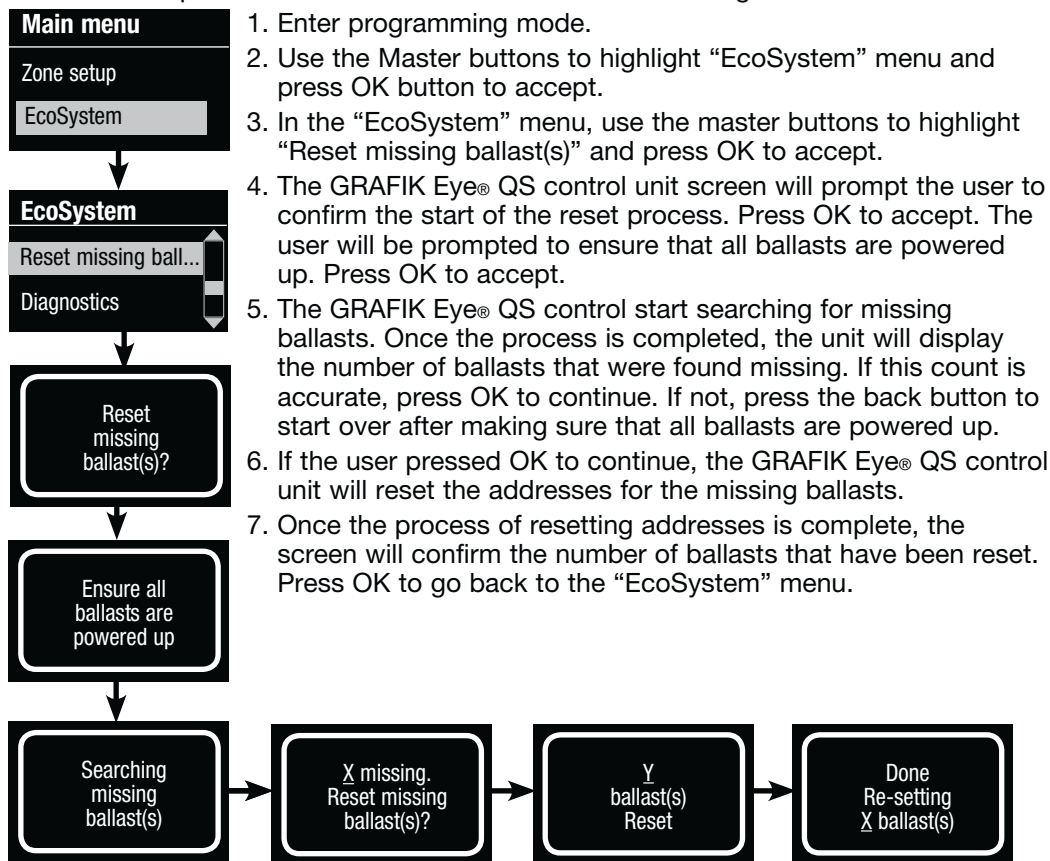 Main menu
Zone setup
EcoSystem
EcoSystem
Reset missing ball...
Diagnostics
Reset
missing
ballast(s)?
Ensure all
ballasts are
powered up
1. Enter programming mode.
2. Use the Master buttons to highlight “EcoSystem” menu and
press OK button to accept.
3. In the “EcoSystem” menu, use the master buttons to highlight
“Reset missing ballast(s)” and press OK to accept.
4. The GRAFIK Eye® QS control unit screen will prompt the user to
confirm the start of the reset process. Press OK to accept. The
user will be prompted to ensure that all ballasts are powered
up. Press OK to accept.
5. The GRAFIK Eye® QS control start searching for missing
ballasts. Once the process is completed, the unit will display
the number of ballasts that were found missing. If this count is
accurate, press OK to continue. If not, press the back button to
start over after making sure that all ballasts are powered up.
6. If the user pressed OK to continue, the GRAFIK Eye® QS control
unit will reset the addresses for the missing ballasts.
7. Once the process of resetting addresses is complete, the
screen will confirm the number of ballasts that have been reset.
Press OK to go back to the “EcoSystem” menu.
Searching
missing
ballast(s)
X missing.
Reset missing
ballast(s)?
Y
ballast(s)
Reset
Done
Re-setting
X ballast(s)